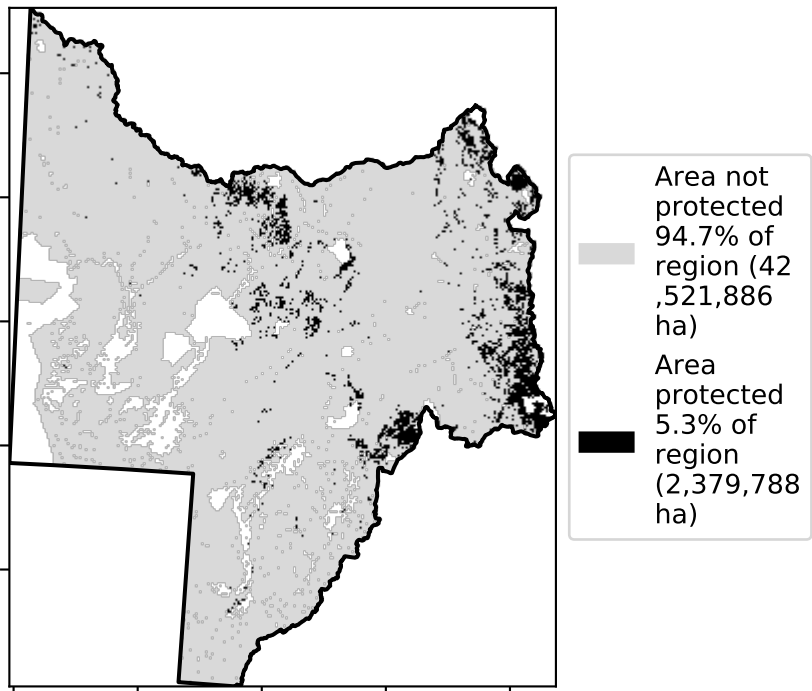 Area not
protected
94.7% of
region (42
,521,886
ha)
Area
protected
5.3% of
region
(2,379,788
ha)